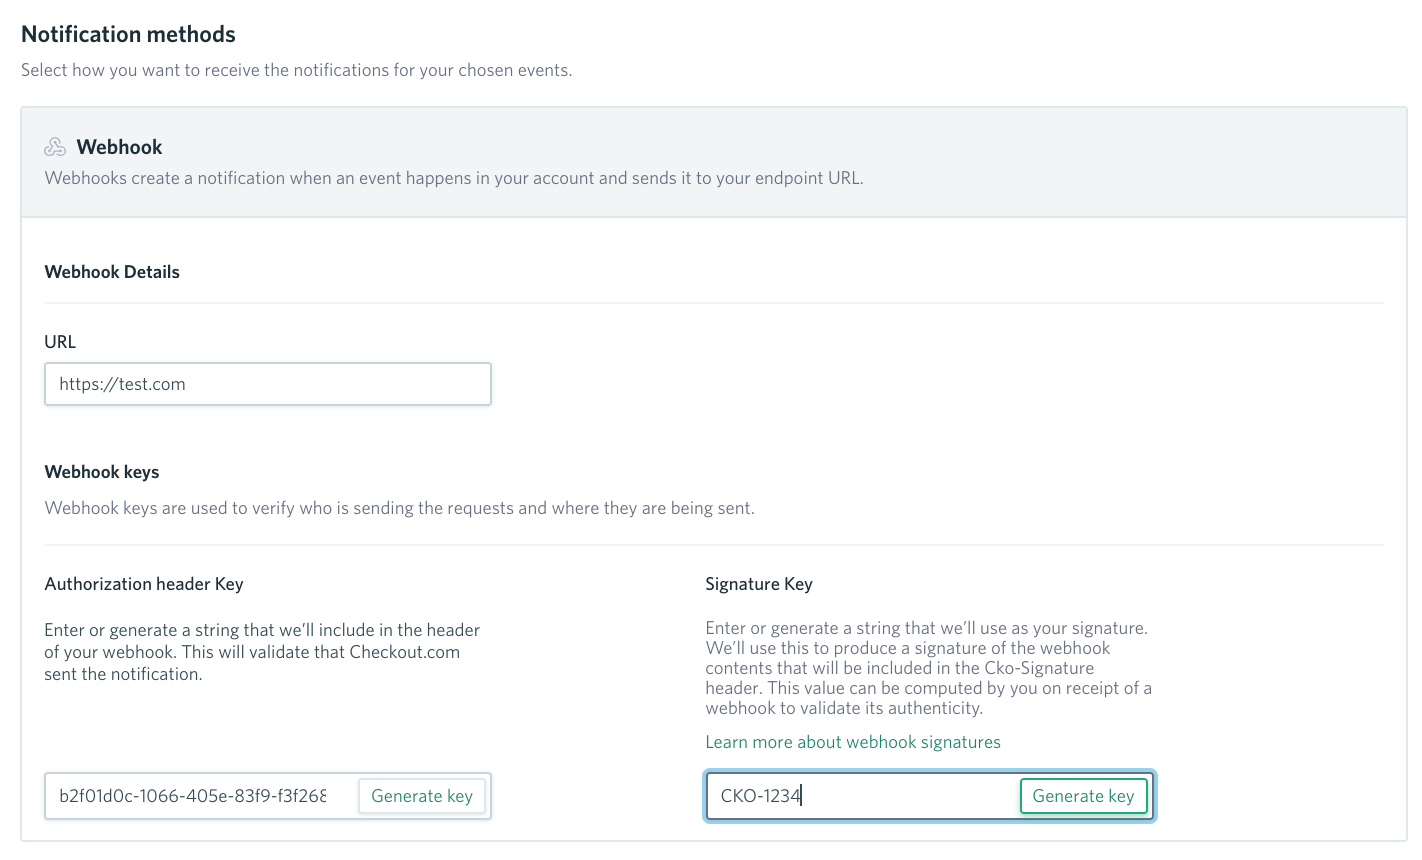 Notification methods
Select how you want to receive the notifications for your chosen events.
Webhook
Webhooks create a notification when an event happens in your account and sends it to your endpoint URL.
Webhook Details
URL
https://test.com
Webhook keys
Webhook keys are used to verify who is sending the requests and where they are being sent.
Authorization header Key
Enter or generate a string that we'll include in the header
of your webhook. This will validate that Checkout.com
sent the notification.
b2f01d0c-1066-405e-83f9-f3f268
Generate key
Signature Key
Enter or generate a string that we'll use as your signature.
We'll use this to produce a signature of the webhook
contents that will be included in the Cko-Signature
header. This value can be computed by you on receipt of a
webhook to validate its authenticity.
Learn more about webhook signatures
CKO-1234
Generate key